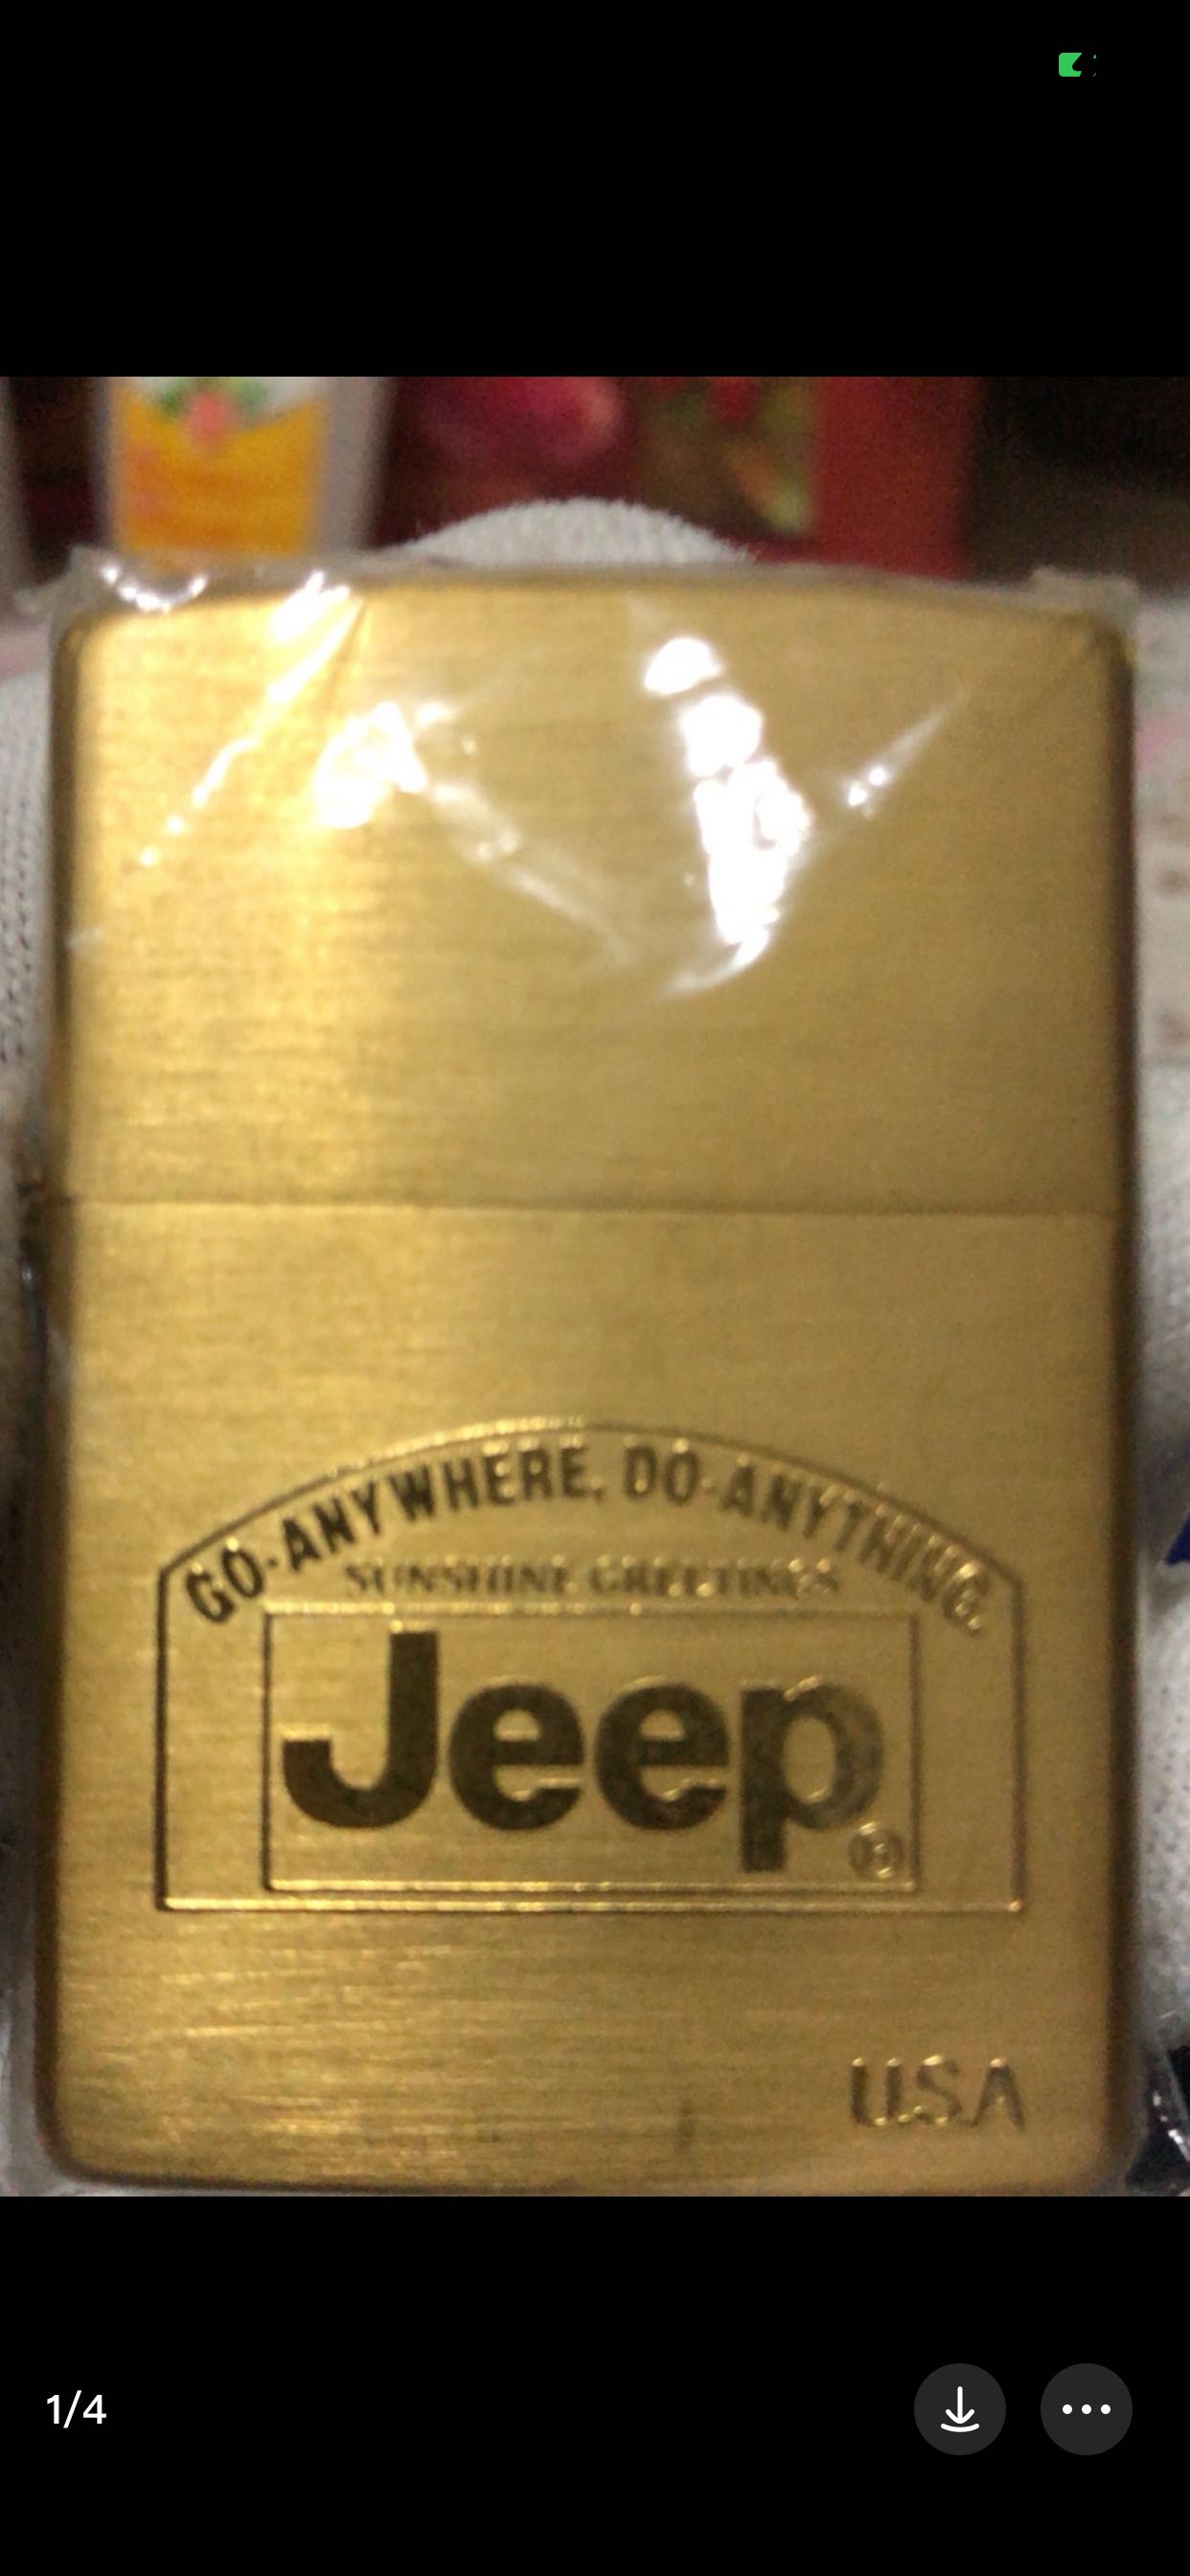 GO-ANYWHERE. DO-ANYTHING.
SUNSHINE GREETINGS
Jeep®
USA
1/4